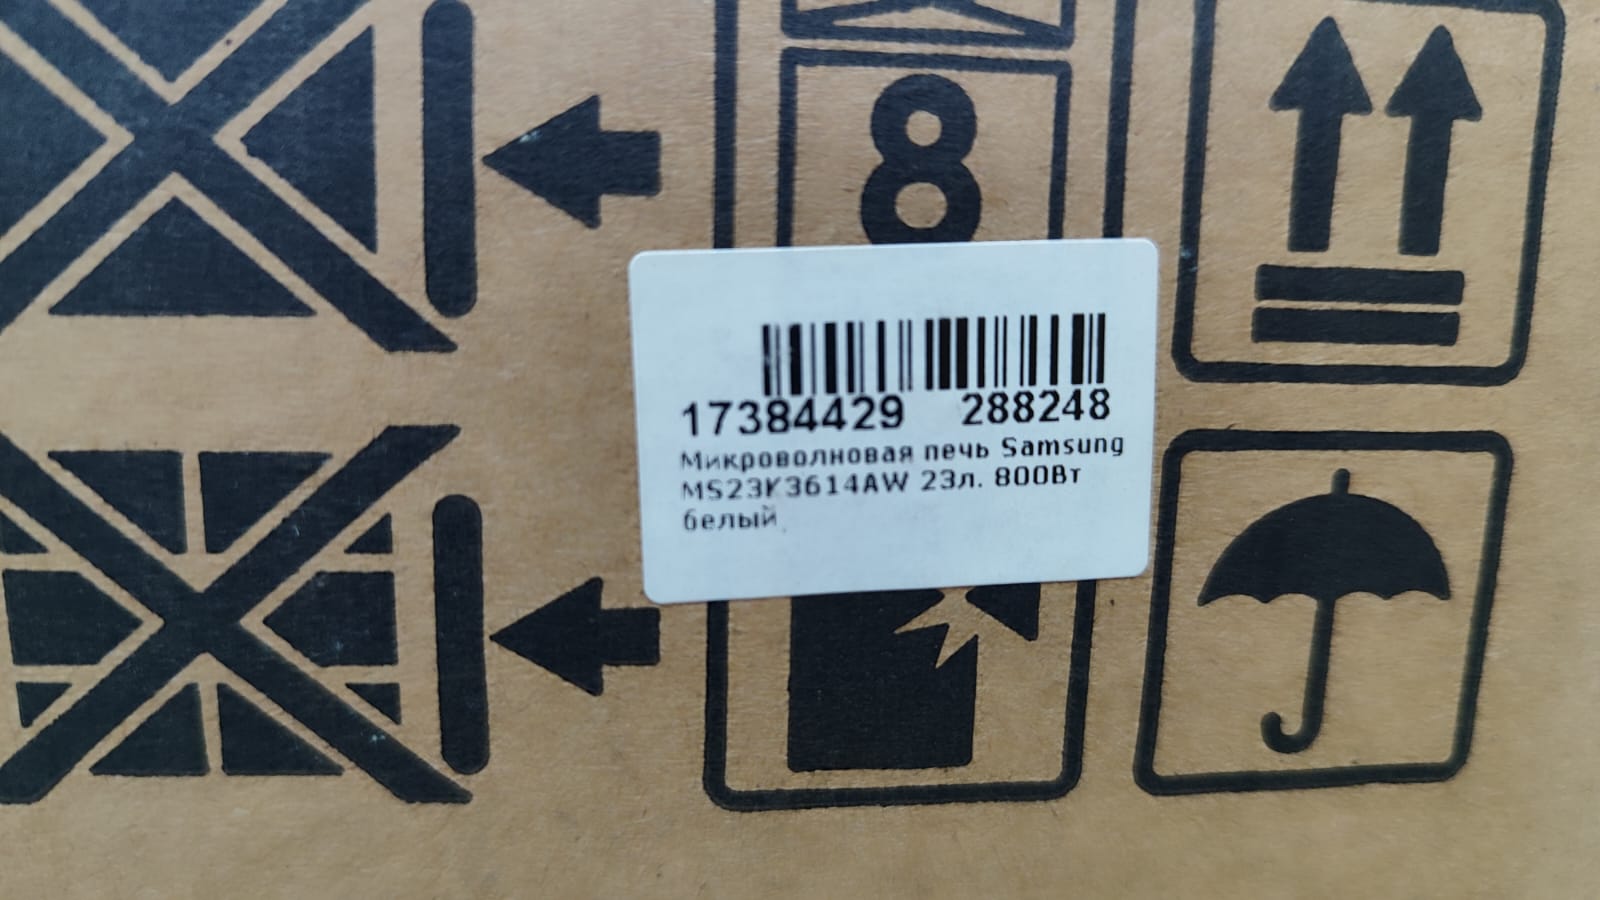 8
17384429 288248
Микроволновая печь Samsung
MS23K3614AW 23л. 800Вт
белый